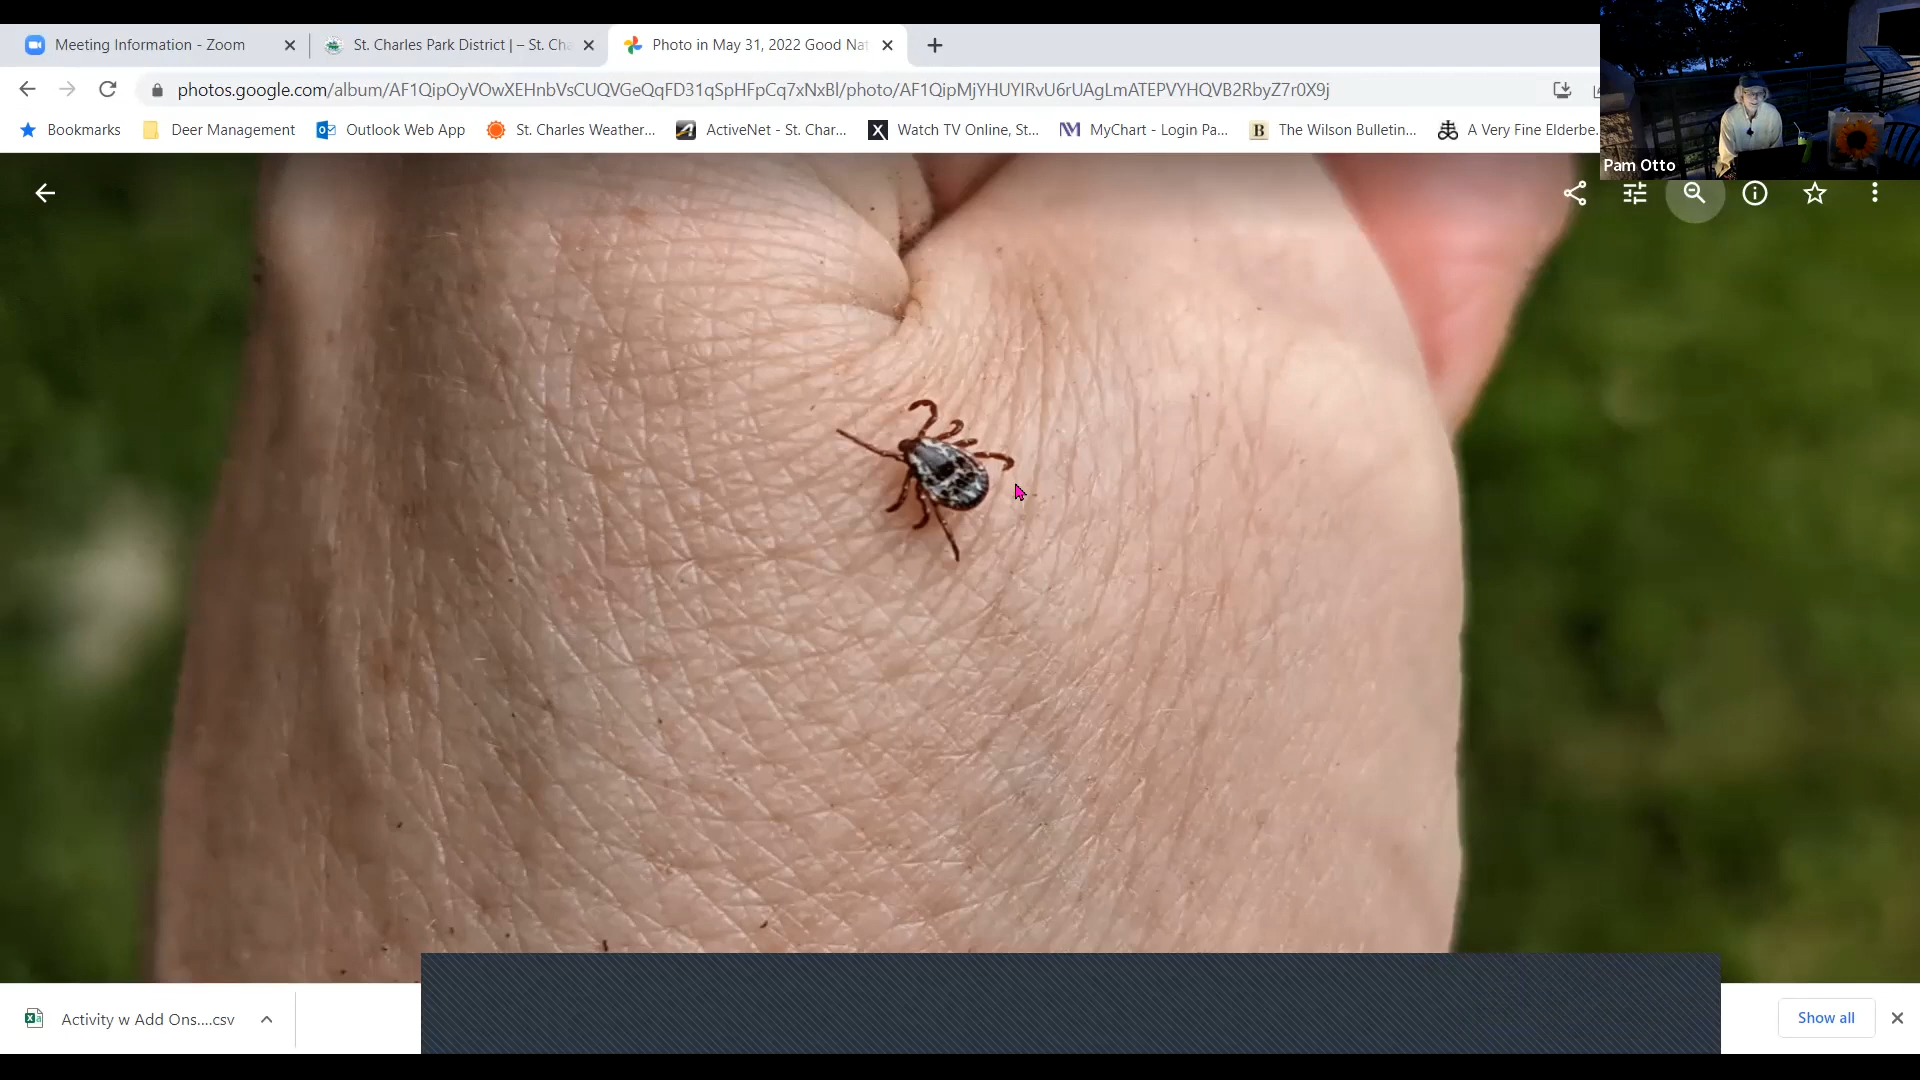 Meeting Information - Zoom
St. Charles Park District | – St. Cha
Photo in May 31, 2022 Good Nat
photos.google.com/album/AF1QipOyVOwXEHnbVsCUQVGeQqFD31qSpHFpCq7xNxBl/photo/AF1QipMjYHUYIRvU6rUAgLmATEPVYHQVB2RbyZ7r0X9j
Bookmarks
Deer Management
Outlook Web App
St. Charles Weather...
ActiveNet - St. Char...
Watch TV Online, St...
MyChart - Login Pa...
The Wilson Bulletin...
A Very Fine Elderbe...
Pam Otto
Activity w Add Ons....csv
Show all